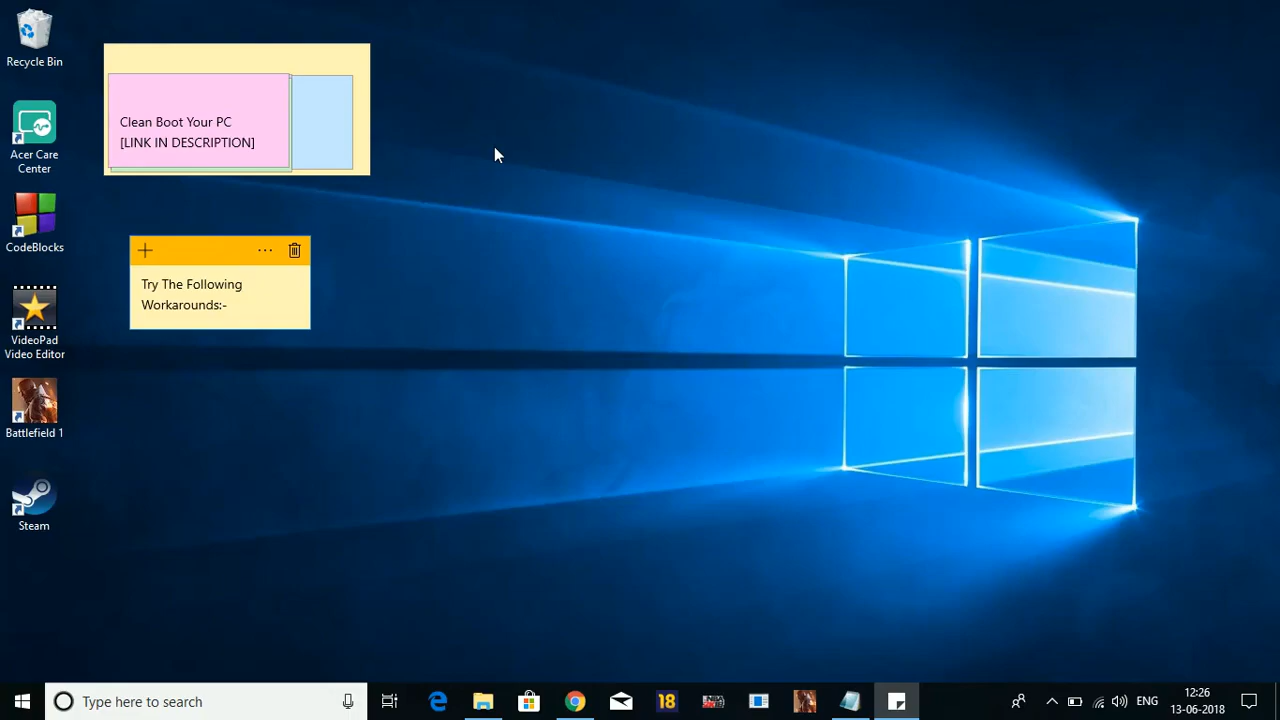 Recycle Bin
Acer Care
Center
CodeBlocks
VideoPad
Video Editor
Battlefield 1
Steam
Clean Boot Your PC
[LINK IN DESCRIPTION]
Try The Following
Workarounds:-
Type here to search
18
ENG
12:26
13-06-2018